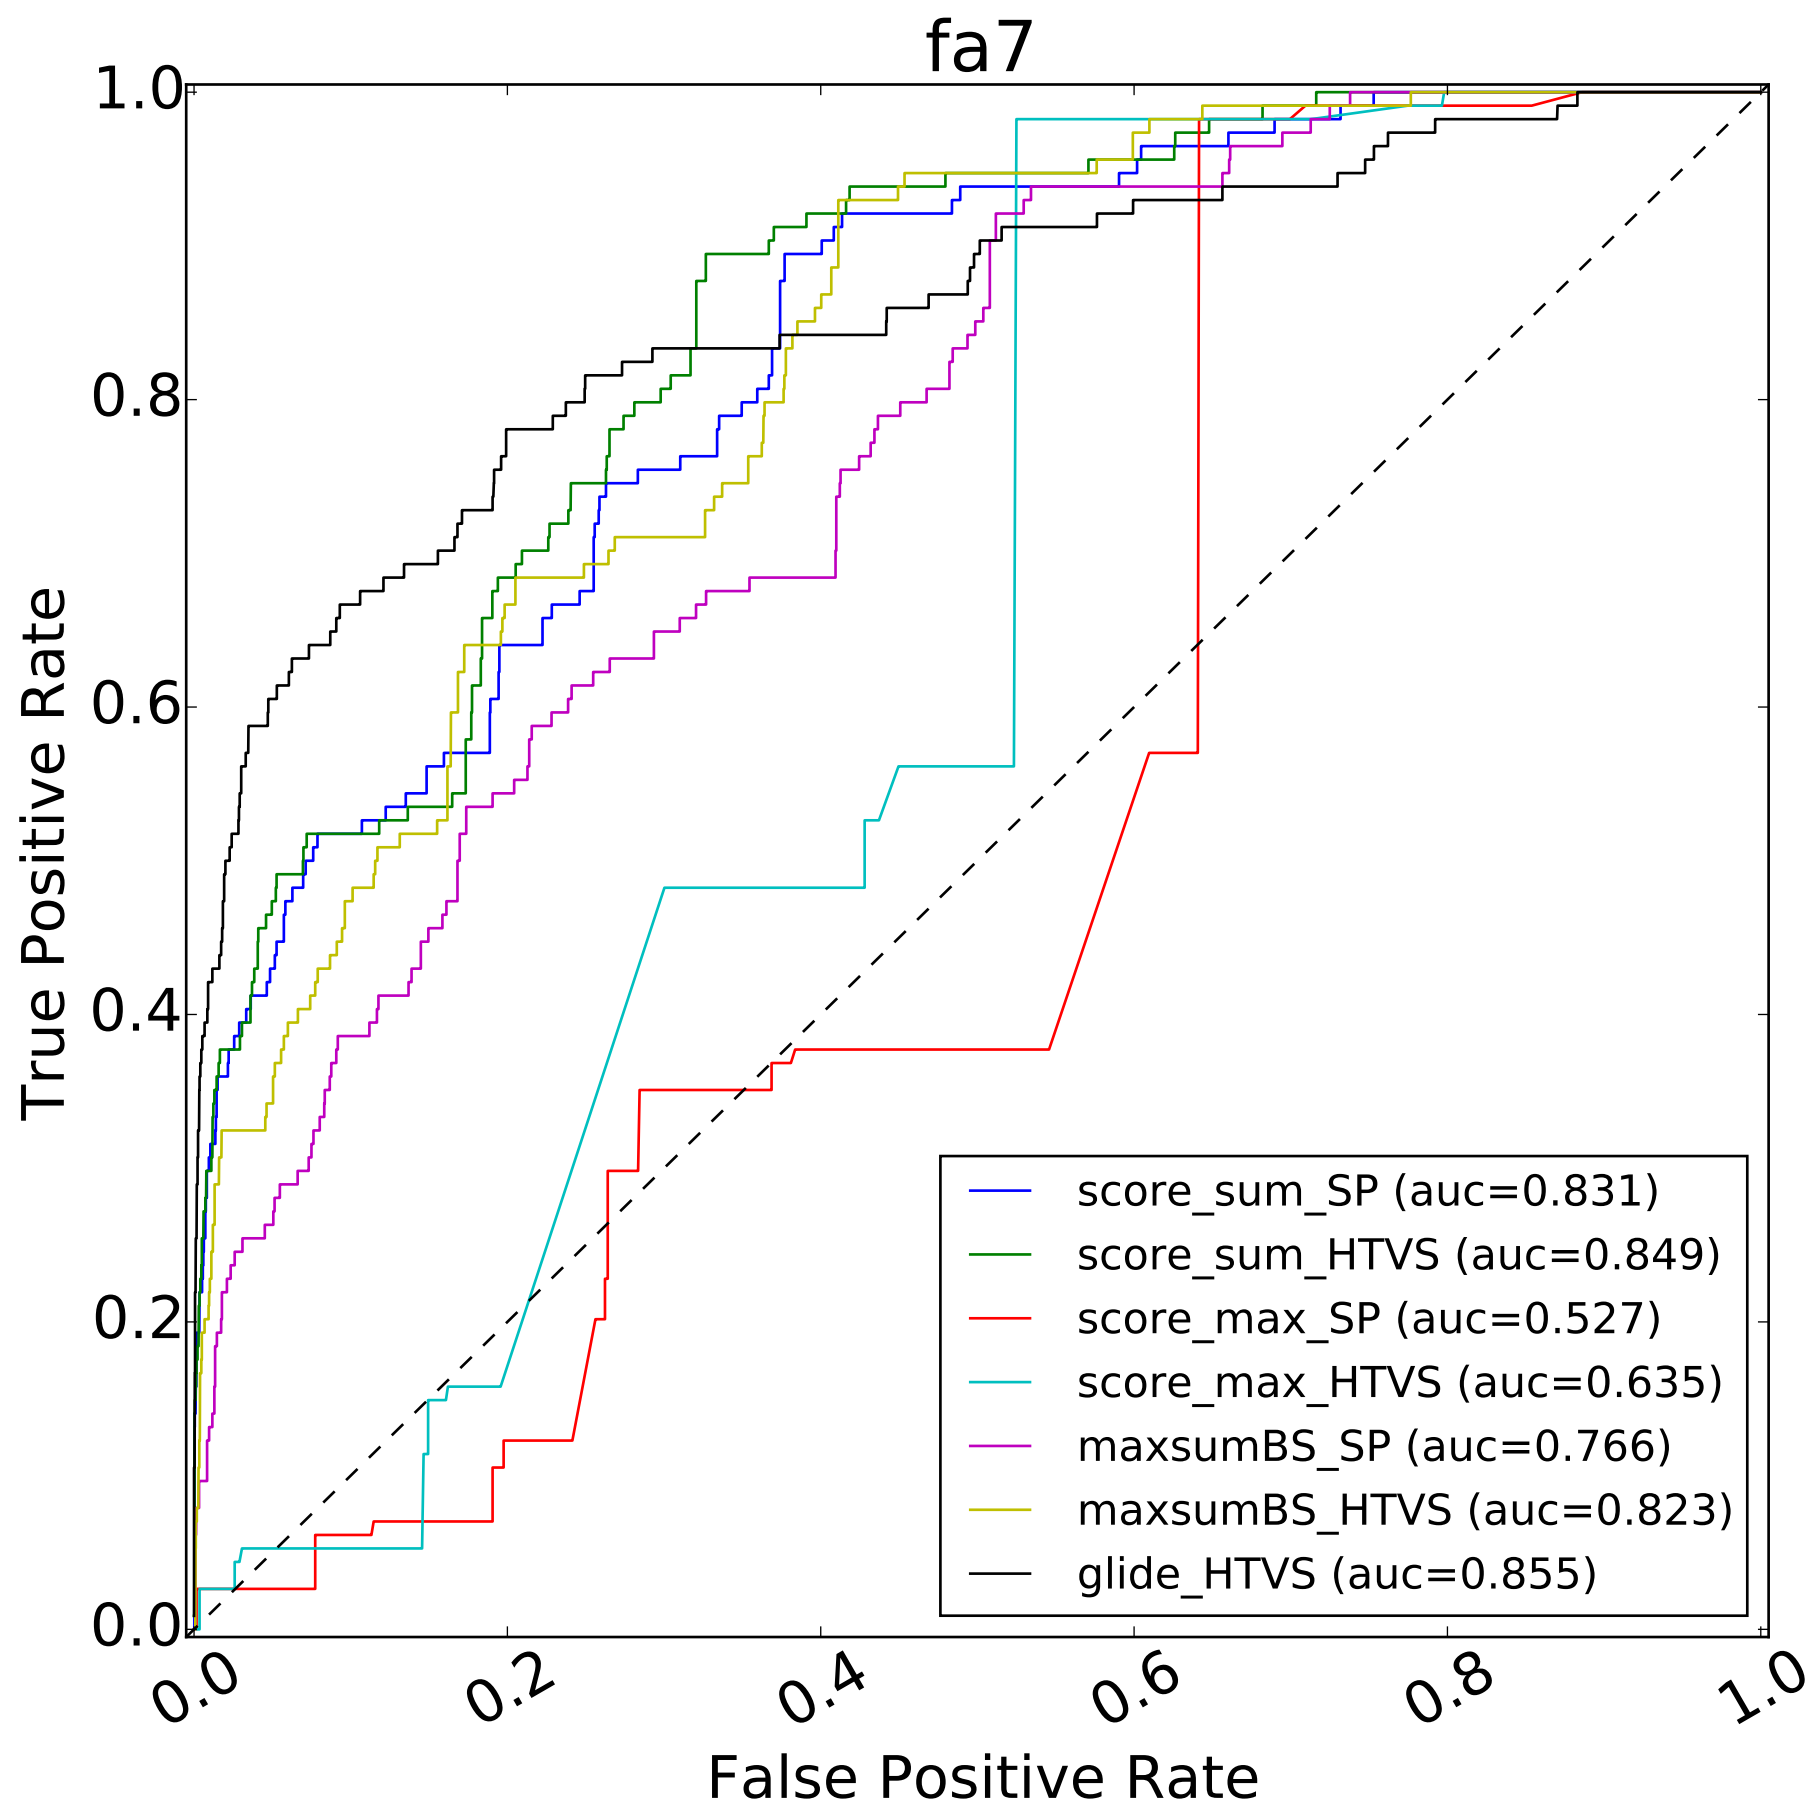 fa7
1.0
0.8
0.6
0.4
0.2
0.0
True Positive Rate
score_sum_SP (auc=0.831)
score_sum_HTVS (auc=0.849)
score_max_SP (auc=0.527)
score_max_HTVS (auc=0.635)
maxsumBS_SP (auc=0.766)
maxsumBS_HTVS (auc=0.823)
glide_HTVS (auc=0.855)
0.0 0.2 0.4 0.6 0.8 1.0
False Positive Rate